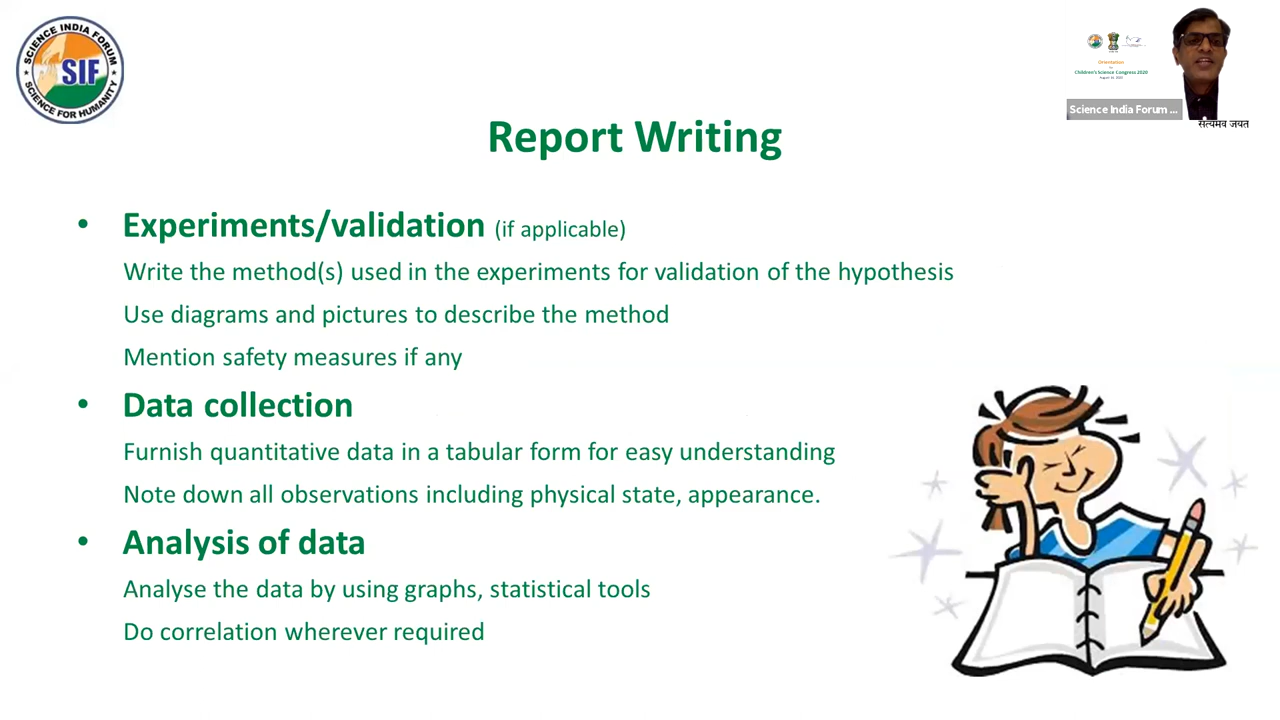 SCIENCE INDIA FORUM
SIF
SCIENCE FOR HUMANITY
Orientation
Children's Science Congress 2020
Science India Forum ...
सत्यमेव जयत
Report Writing
• Experiments/validation (if applicable)
Write the method(s) used in the experiments for validation of the hypothesis
Use diagrams and pictures to describe the method
Mention safety measures if any
• Data collection
Furnish quantitative data in a tabular form for easy understanding
Note down all observations including physical state, appearance.
• Analysis of data
Analyse the data by using graphs, statistical tools
Do correlation wherever required